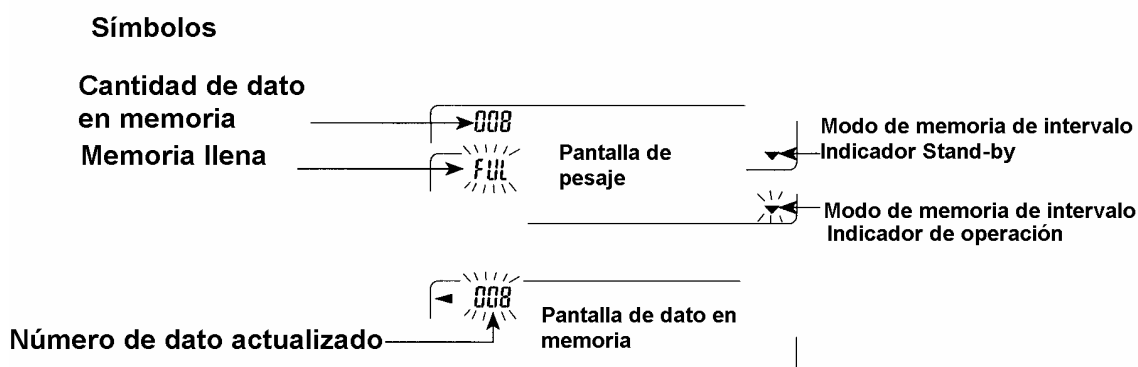 Símbolos
Cantidad de dato
en memoria
008
Memoria llena
FUL
Pantalla de
pesaje
Modo de memoria de intervalo
Indicador Stand-by
Modo de memoria de intervalo
Indicador de operación
008
Pantalla de dato en
memoria
Número de dato actualizado